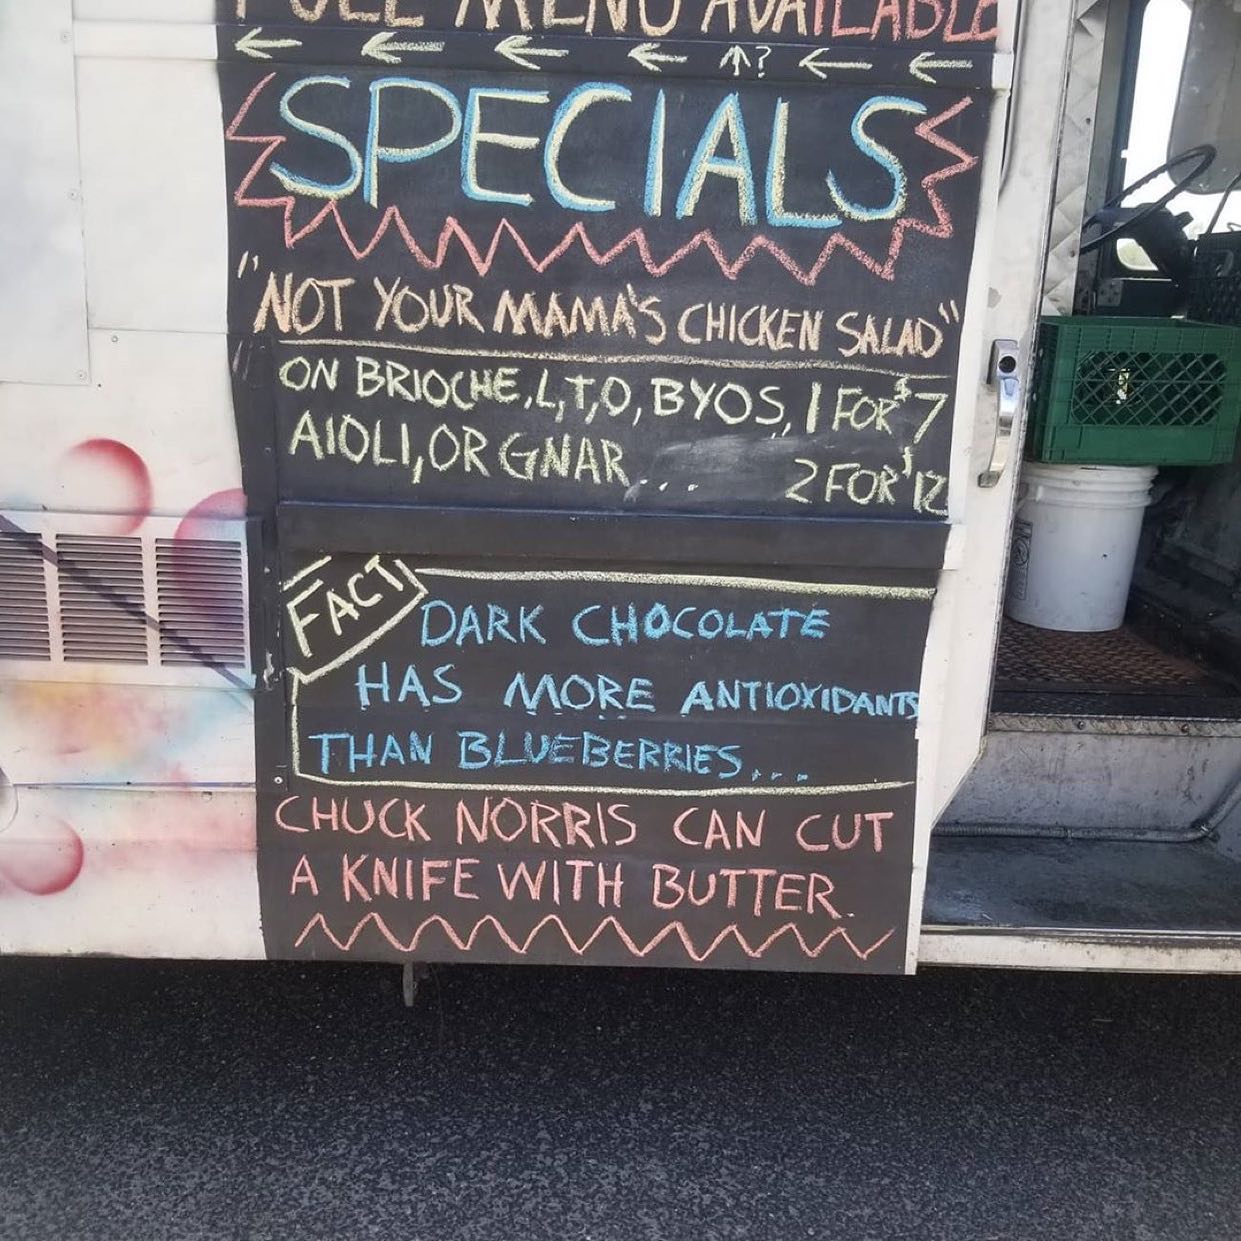 FULL MENU AVAILABLE
← ← ← ← ↑? ← ←
SPECIALS
"NOT YOUR MAMA'S CHICKEN SALAD"
ON BRIOCHE, L,T,O, BYOS, 1 FOR $7
AIOLI, OR GNAR... 2 FOR $12
FACT
DARK CHOCOLATE
HAS MORE ANTIOXIDANTS
THAN BLUEBERRIES....
CHUCK NORRIS CAN CUT
A KNIFE WITH BUTTER.